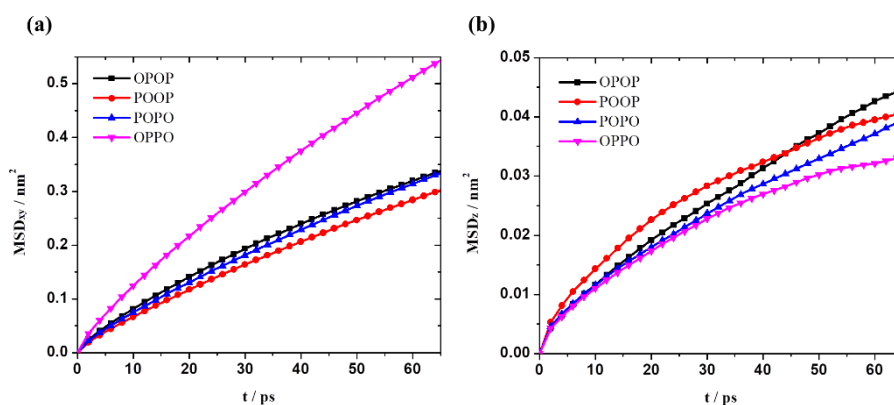 (a)
(b)
0.5
0.4
0.3
0.2
0.1
0.0
MSDxy / nm²
OPOP
POOP
POPO
OPPO
0 10 20 30 40 50 60
t / ps
0.05
0.04
0.03
0.02
0.01
0.00
MSDz / nm²
OPOP
POOP
POPO
OPPO
0 10 20 30 40 50 60
t / ps